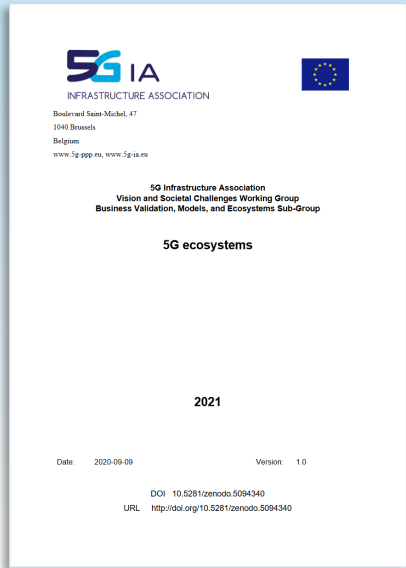 5G IA
INFRASTRUCTURE ASSOCIATION
Boulevard Saint-Michel, 47
1040 Brussels
Belgium
www.5g-ppp.eu, www.5g-ia.eu
5G Infrastructure Association
Vision and Societal Challenges Working Group
Business Validation, Models, and Ecosystems Sub-Group
5G ecosystems
2021
Date: 2020-09-09 Version: 1.0
DOI 10.5281/zenodo.5094340
URL http://doi.org/10.5281/zenodo.5094340